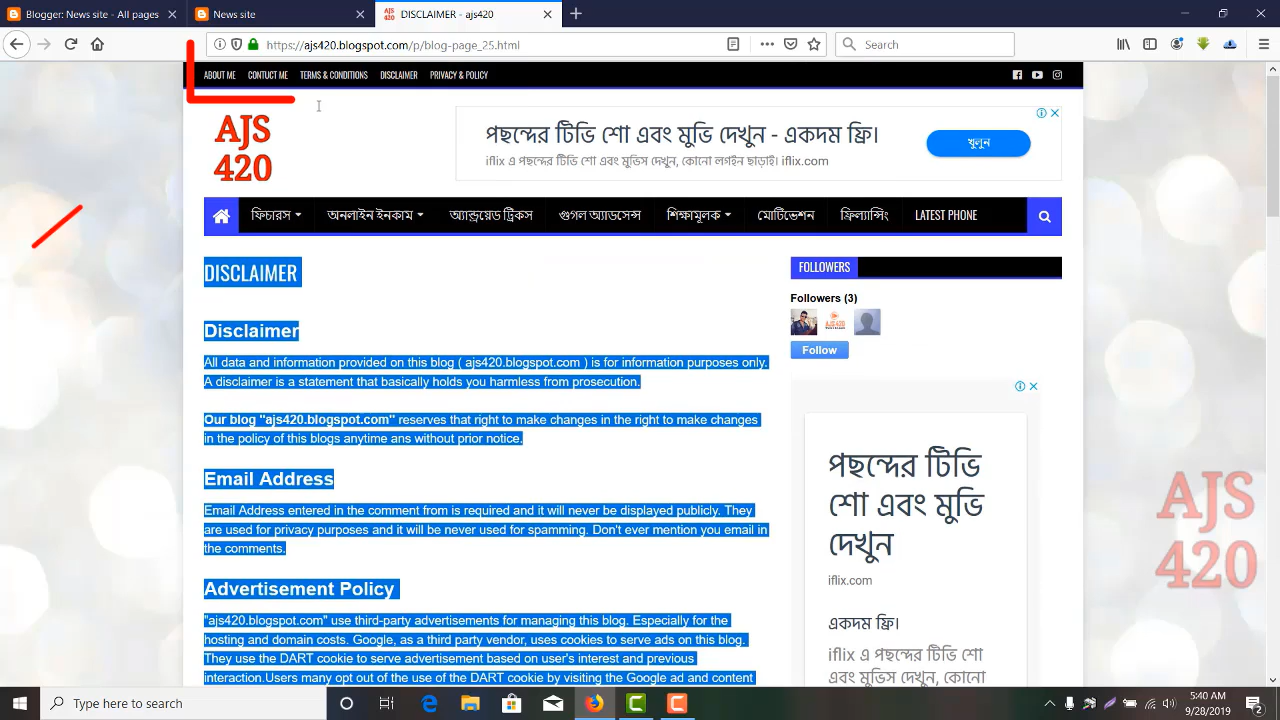 Blogger: News site - All pages
News site
AJS 420
DISCLAIMER - ajs420
https://ajs420.blogspot.com/p/blog-page_25.html
Search
ABOUT ME
CONTUCT ME
TERMS & CONDITIONS
DISCLAIMER
PRIVACY & POLICY
AJS
420
পছন্দের টিভি শো এবং মুভি দেখুন - একদম ফ্রি।
iflix এ পছন্দের টিভি শো এবং মুভিস দেখুন, কোনো লগইন ছাড়াই! iflix.com
খুলুন
ফিচারস
অনলাইন ইনকাম
অ্যান্ড্রয়েড ট্রিকস
গুগল অ্যাডসেন্স
শিক্ষামূলক
মোটিভেশন
ফ্রিল্যান্সিং
LATEST PHONE
DISCLAIMER
Disclaimer
All data and information provided on this blog ( ajs420.blogspot.com ) is for information purposes only.
A disclaimer is a statement that basically holds you harmless from prosecution.
Our blog "ajs420.blogspot.com" reserves that right to make changes in the right to make changes
in the policy of this blogs anytime ans without prior notice.
Email Address
Email Address entered in the comment from is required and it will never be displayed publicly. They
are used for privacy purposes and it will be never used for spamming. Don't ever mention you email in
the comments.
Advertisement Policy
"ajs420.blogspot.com" use third-party advertisements for managing this blog. Especially for the
hosting and domain costs. Google, as a third party vendor, uses cookies to serve ads on this blog.
They use the DART cookie to serve advertisement based on user's interest and previous
interaction.Users many opt out of the use of the DART cookie by visiting the Google ad and content
FOLLOWERS
Followers (3)
Follow
পছন্দের টিভি
শো এবং মুভি
দেখুন
iflix.com
একদম ফ্রি।
iflix এ পছন্দের টিভি শো
এবং মুভিস দেখুন, কোনো
AJS
420
Type here to search
5:40 AM
9/28/2019
2